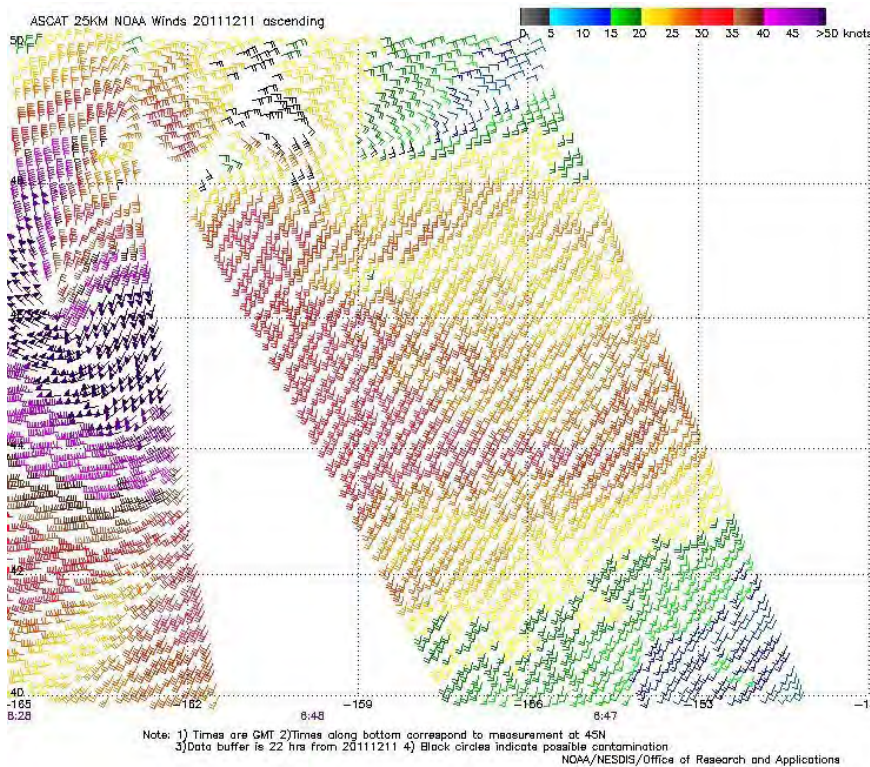 ASCAT 25KM NOAA Winds 20111211 ascending
0 5 10 15 20 25 30 35 40 45 >50 knots
50
48
44
42
40
-165 -162 -159 -156 -153
6:28 6:48 6:47
Note: 1) Times are GMT 2)Times along bottom correspond to measurement at 45N
3)Data buffer is 22 hrs from 20111211 4) Black circles indicate possible contamination
NOAA/NESDIS/Office of Research and Applications